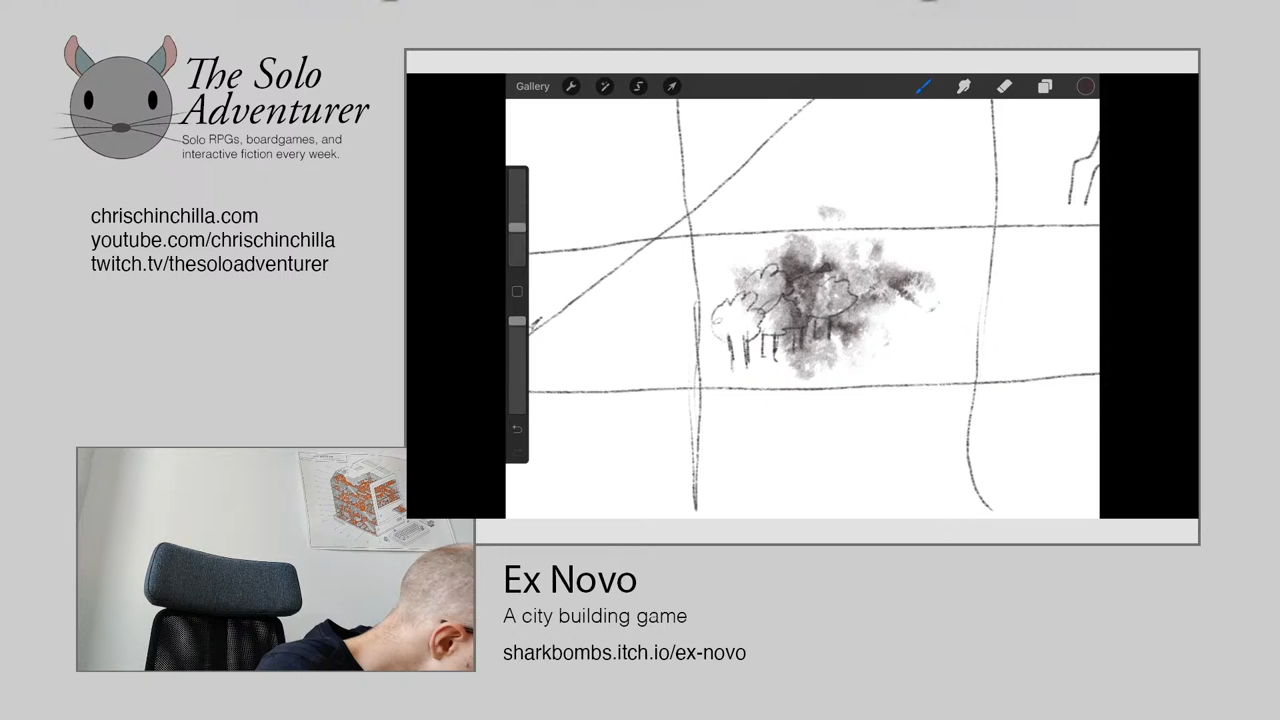 The Solo
Adventurer
Solo RPGs, boardgames, and
interactive fiction every week.
chrischinchilla.com
youtube.com/chrischinchilla
twitch.tv/thesoloadventurer
Gallery
Ex Novo
A city building game
sharkbombs.itch.io/ex-novo